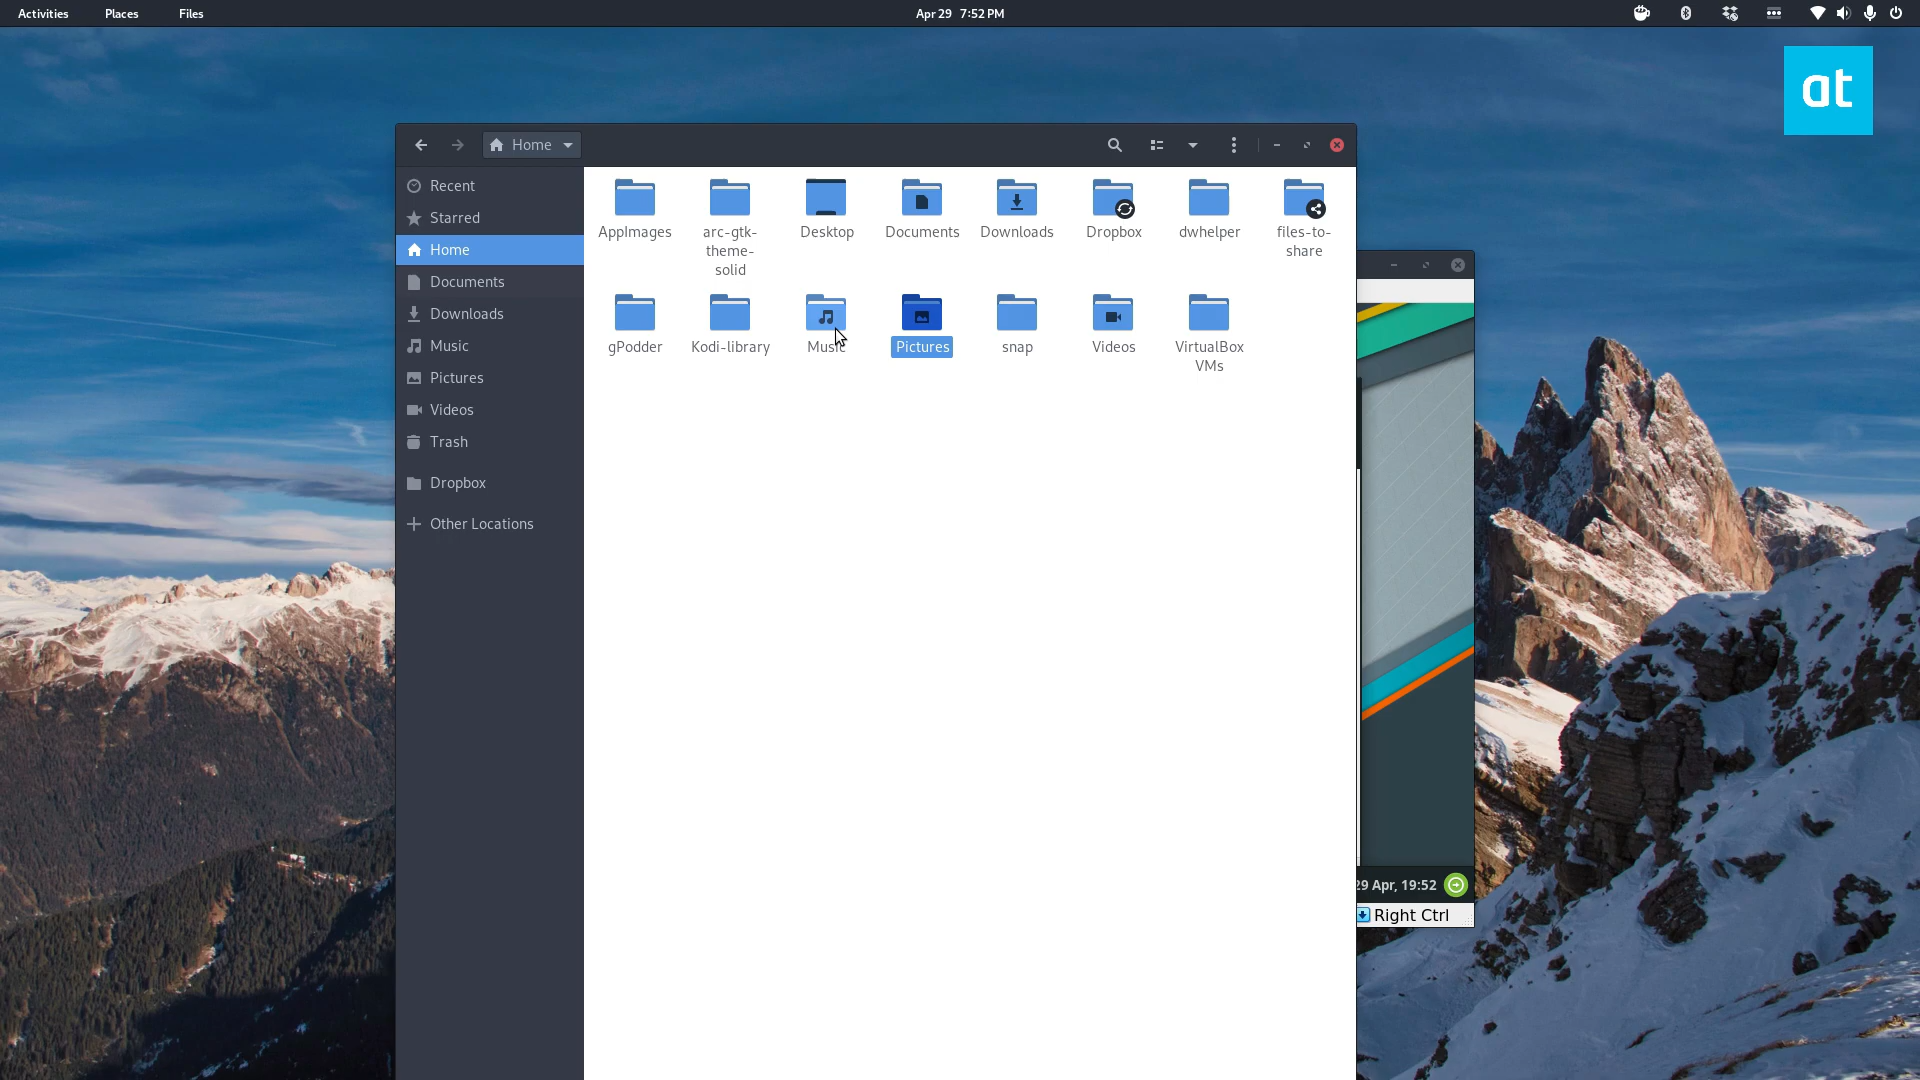 Activities Places Files Apr 29 7:52 PM
at
Home
Recent
Starred
Home
Documents
Downloads
Music
Pictures
Videos
Trash
Dropbox
Other Locations
AppImages
arc-gtk-
theme-
solid
Desktop
Documents
Downloads
Dropbox
dwhelper
files-to-
share
gPodder
Kodi-library
Music
Pictures
snap
Videos
VirtualBox
VMs
29 Apr, 19:52
Right Ctrl